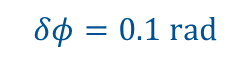 δϕ = 0.1 rad